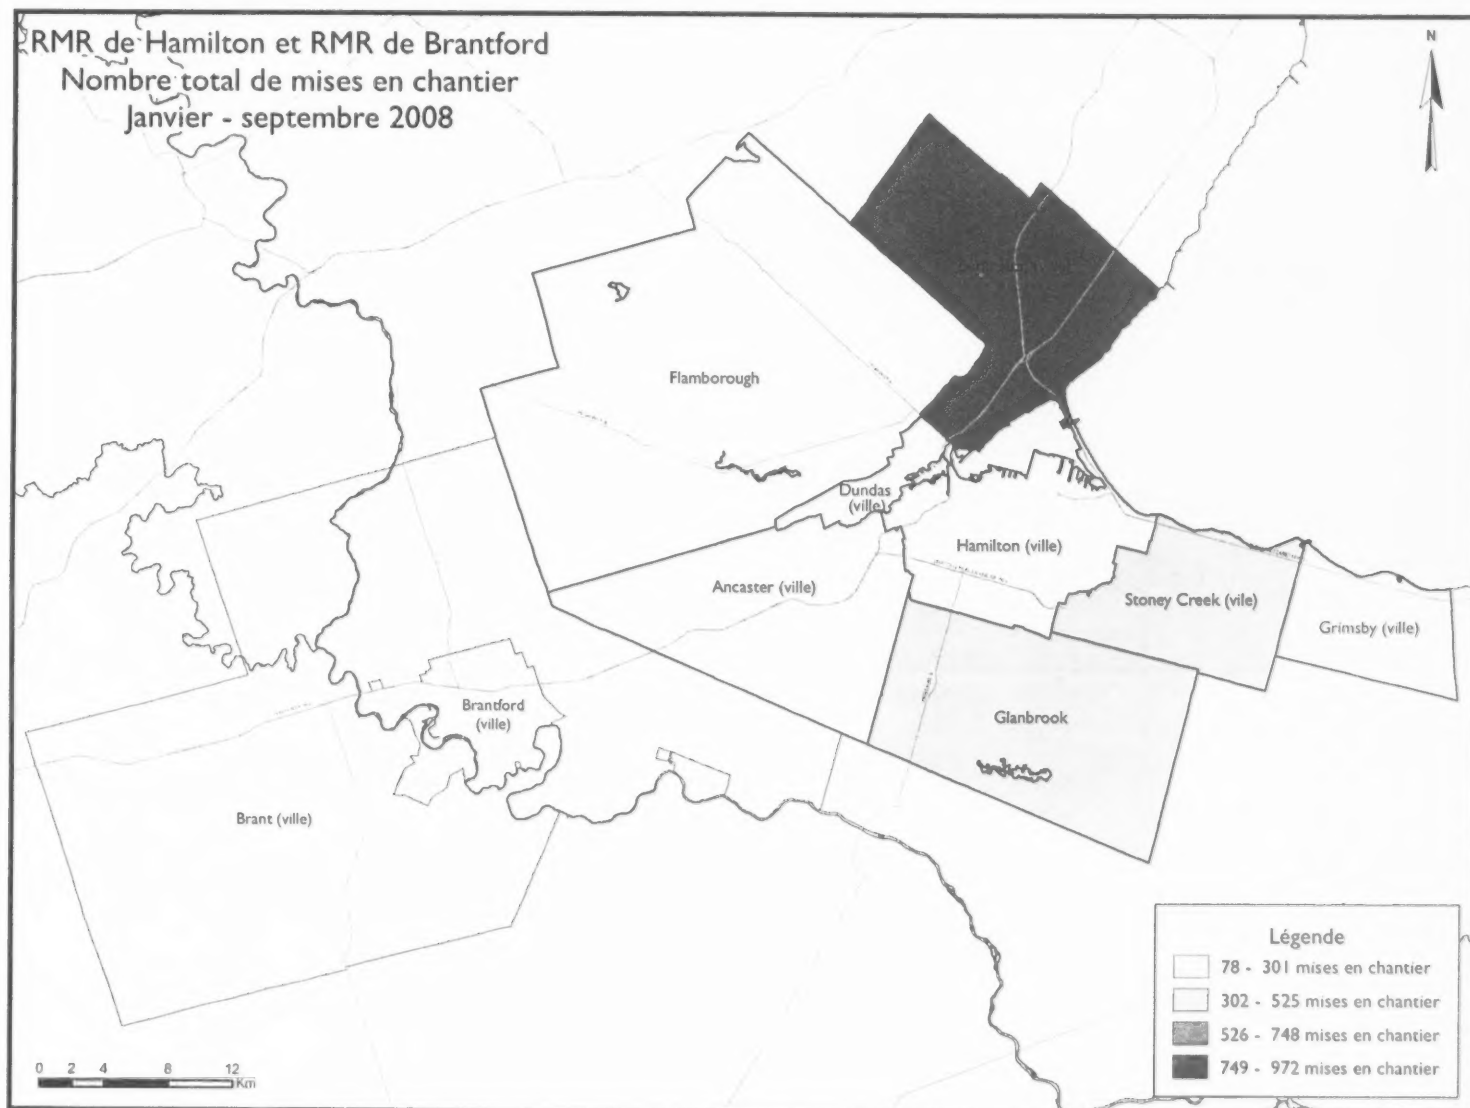 RMR de Hamilton et RMR de Brantford
Nombre total de mises en chantier
Janvier - septembre 2008
N
Flamborough
Dundas
(ville)
Hamilton (ville)
Ancaster (ville)
Stoney Creek (vile)
Grimsby (ville)
Brantford
(ville)
Glanbrook
Brant (ville)
Légende
78 - 301 mises en chantier
302 - 525 mises en chantier
526 - 748 mises en chantier
749 - 972 mises en chantier
0 2 4 8 12
Km